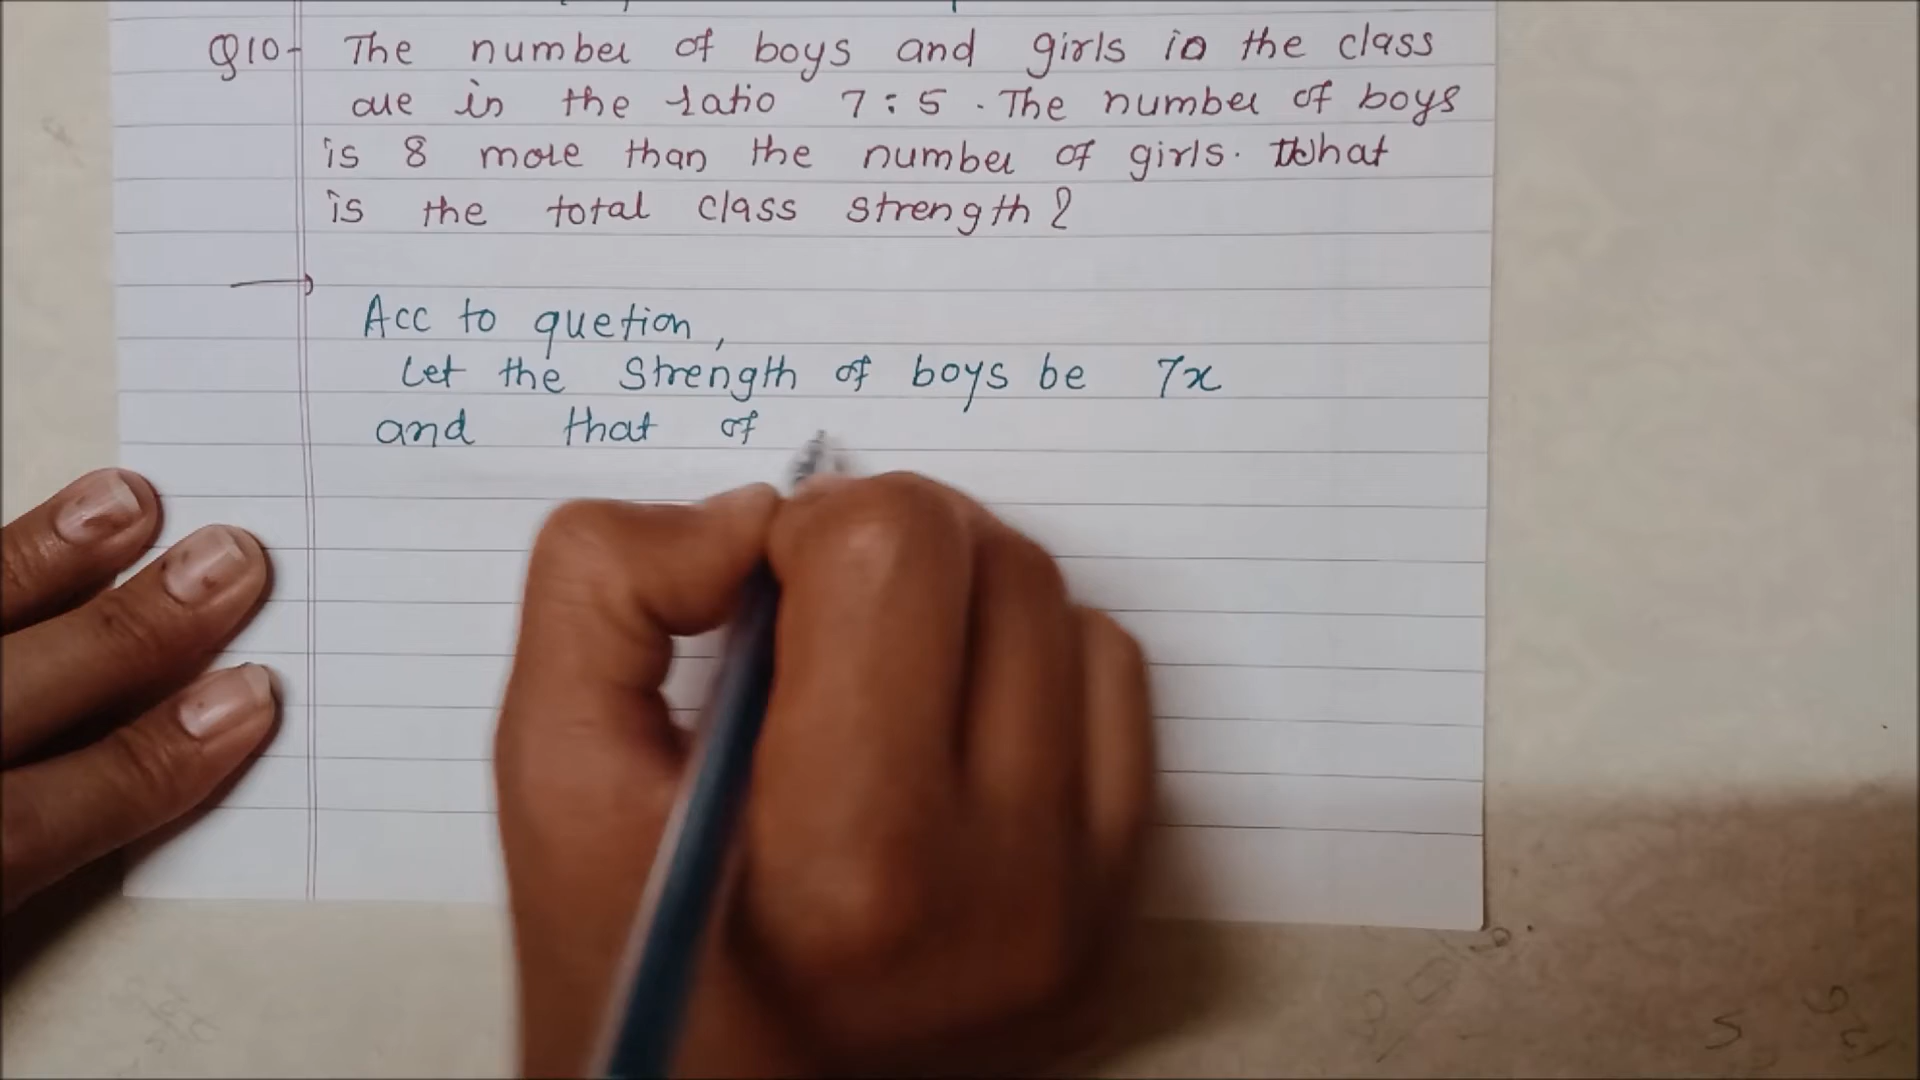 Q10- The number of boys and girls in the class
are in the ratio 7 : 5 . The number of boys
is 8 more than the number of girls. What
is the total class strength ?
Acc to quetion ,
Let the strength of boys be 7x
and that of